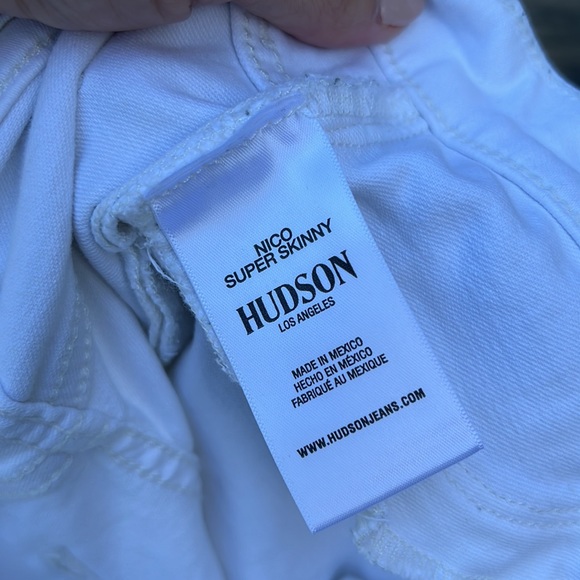 NICO
SUPER SKINNY
HUDSON
LOS ANGELES
MADE IN MEXICO
HECHO EN MÉXICO
FABRIQUÉ AU MEXIQUE
WWW.HUDSONJEANS.COM